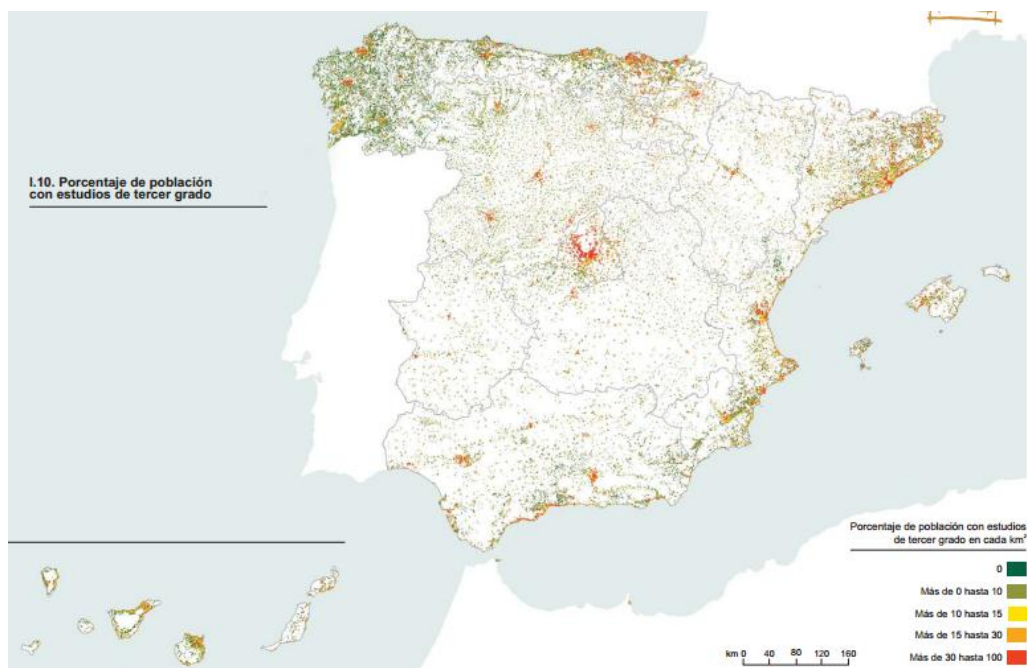 I.10. Porcentaje de población
con estudios de tercer grado
Porcentaje de población con estudios
de tercer grado en cada km²
0
Más de 0 hasta 10
Más de 10 hasta 15
Más de 15 hasta 30
Más de 30 hasta 100
km 0 40 80 120 160